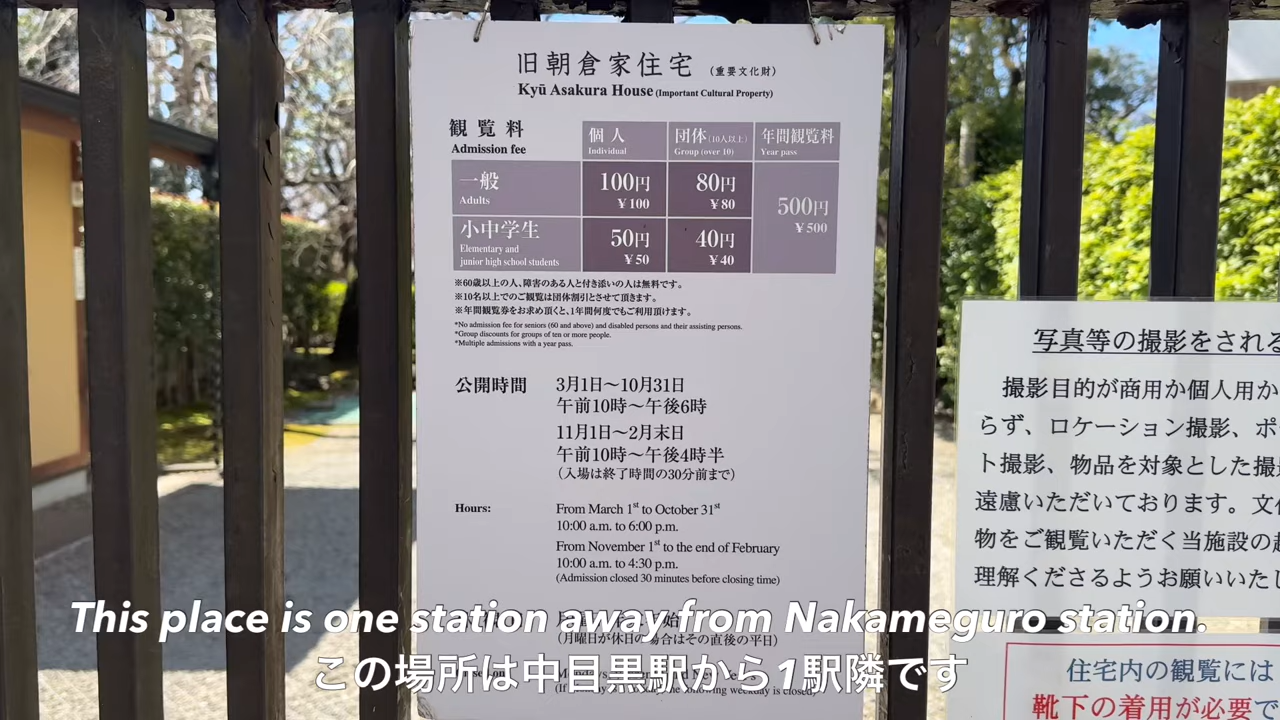 旧朝倉家住宅 (重要文化財)
Kyū Asakura House (Important Cultural Property)
観覧料
Admission fee
個人
Individual
団体(10人以上)
Group (over 10)
年間観覧料
Year pass
一般
Adults
100円
¥100
80円
¥80
500円
¥500
小中学生
Elementary and
junior high school students
50円
¥50
40円
¥40
※60歳以上の人、障害のある人と付き添いの人は無料です。
※10名以上でのご観覧は団体割引とさせて頂きます。
※年間観覧券をお求め頂くと、1年間何度でもご利用頂けます。
*No admission fee for seniors (60 and above) and disabled persons and their assisting persons.
*Group discounts for groups of ten or more people.
*Multiple admissions with a year pass.
公開時間
3月1日〜10月31日
午前10時〜午後6時
11月1日〜2月末日
午前10時〜午後4時半
(入場は終了時間の30分前まで)
Hours:
From March 1st to October 31st
10:00 a.m. to 6:00 p.m.
From November 1st to the end of February
10:00 a.m. to 4:30 p.m.
(Admission closed 30 minutes before closing time)
(月曜日が休日の場合はその直後の平日)
写真等の撮影をされる
撮影目的が商用か個人用か
らず、ロケーション撮影、ポ
ト撮影、物品を対象とした撮
遠慮いただいております。文
物をご観覧いただく当施設の
理解くださるようお願いいたし
住宅内の観覧には
靴下の着用が必要で
This place is one station away from Nakameguro station.
この場所は中目黒駅から1駅隣です